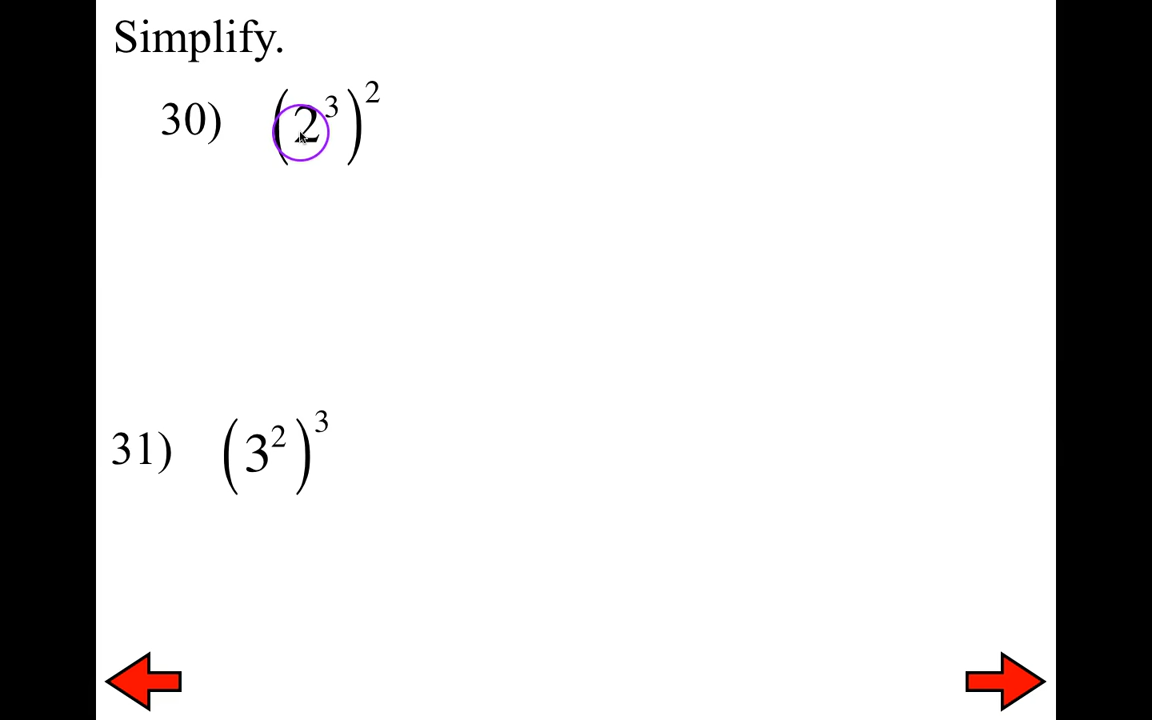 Simplify.
30) (2³)²
31) (3²)³